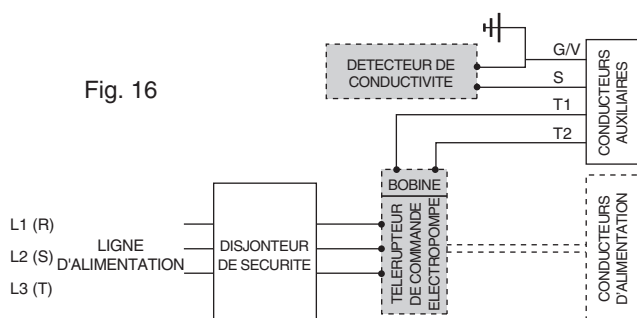 Fig. 16
DETECTEUR DE
CONDUCTIVITE
G/V
S
T1
T2
CONDUCTEURS
AUXILIAIRES
BOBINE
TELERUPTEUR
DE COMMANDE
ELECTROPOMPE
L1 (R)
L2 (S)
L3 (T)
LIGNE
D'ALIMENTATION
DISJONTEUR
DE SECURITE
CONDUCTEURS
D'ALIMENTATION